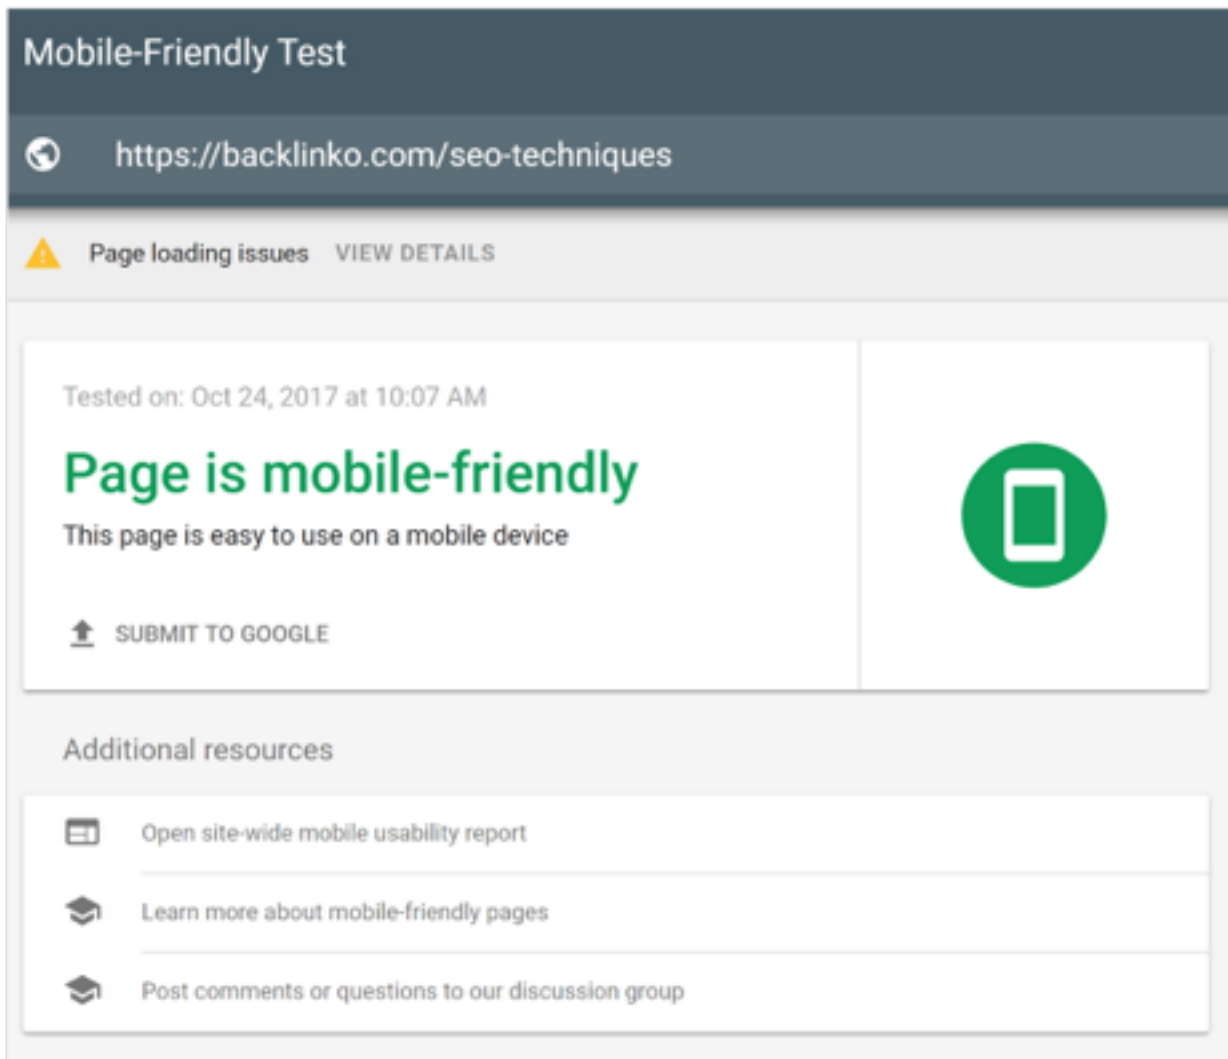 Mobile-Friendly Test
https://backlinko.com/seo-techniques
Page loading issues VIEW DETAILS
Tested on: Oct 24, 2017 at 10:07 AM
Page is mobile-friendly
This page is easy to use on a mobile device
SUBMIT TO GOOGLE
Additional resources
Open site-wide mobile usability report
Learn more about mobile-friendly pages
Post comments or questions to our discussion group